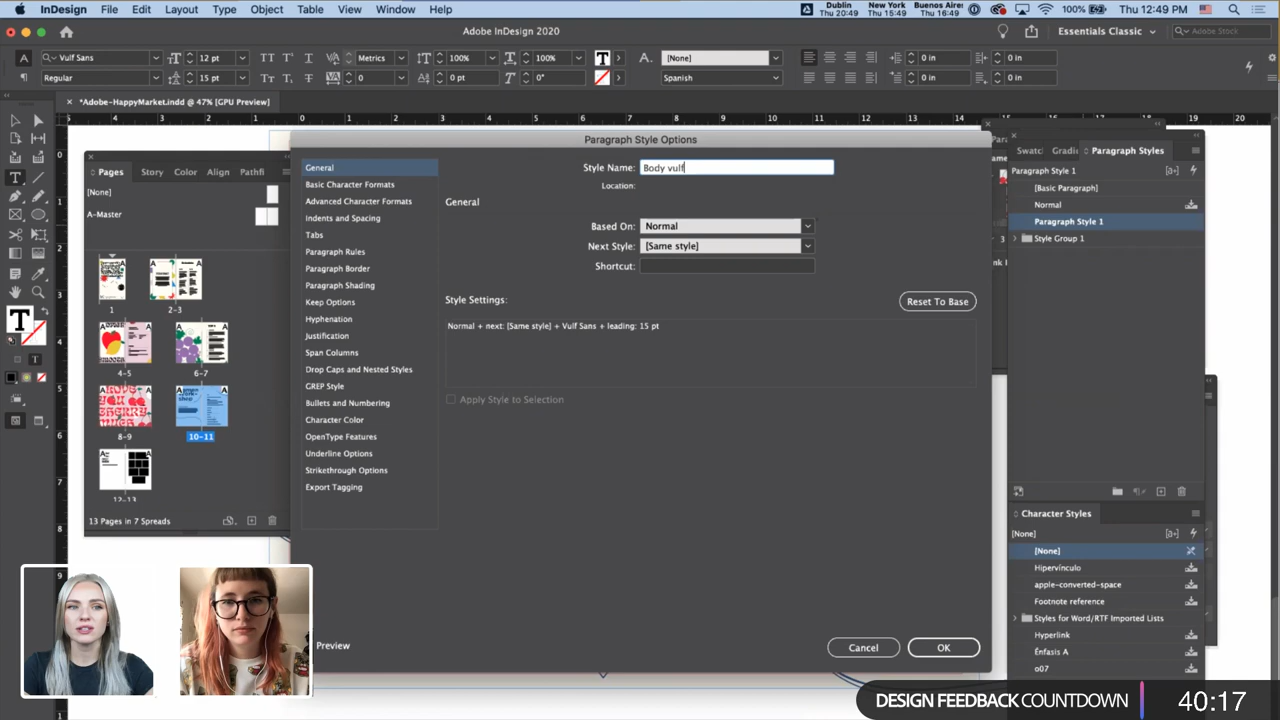 InDesign File Edit Layout Type Object Table View Window Help
Dublin Thu 20:49 New York Thu 15:49 Buenos Aires Thu 16:49 100% Thu 12:49 PM
Adobe InDesign 2020
Essentials Classic Adobe Stock
Vulf Sans 12 pt Metrics 100% 100% A. [None] 0 in 0 in
Regular 15 pt 0 0 pt 0° Spanish 0 in 0 in
*Adobe-HappyMarket.indd @ 47% [GPU Preview]
Pages Story Color Align Pathfi
[None]
A-Master
1 2-3
4-5 6-7
8-9 10-11
12-13
13 Pages in 7 Spreads
Paragraph Style Options
General
Basic Character Formats
Advanced Character Formats
Indents and Spacing
Tabs
Paragraph Rules
Paragraph Border
Paragraph Shading
Keep Options
Hyphenation
Justification
Span Columns
Drop Caps and Nested Styles
GREP Style
Bullets and Numbering
Character Color
OpenType Features
Underline Options
Strikethrough Options
Export Tagging
Style Name: Body vulf
Location:
General
Based On: Normal
Next Style: [Same style]
Shortcut:
Style Settings: Reset To Base
Normal + next: [Same style] + Vulf Sans + leading: 15 pt
Apply Style to Selection
Preview
Cancel OK
Swatc Gradi Paragraph Styles
Paragraph Style 1
[Basic Paragraph]
Normal
Paragraph Style 1
Style Group 1
Character Styles
[None]
[None]
Hipervínculo
apple-converted-space
Footnote reference
Styles for Word/RTF Imported Lists
Hyperlink
Énfasis A
o07
DESIGN FEEDBACK COUNTDOWN 40:17